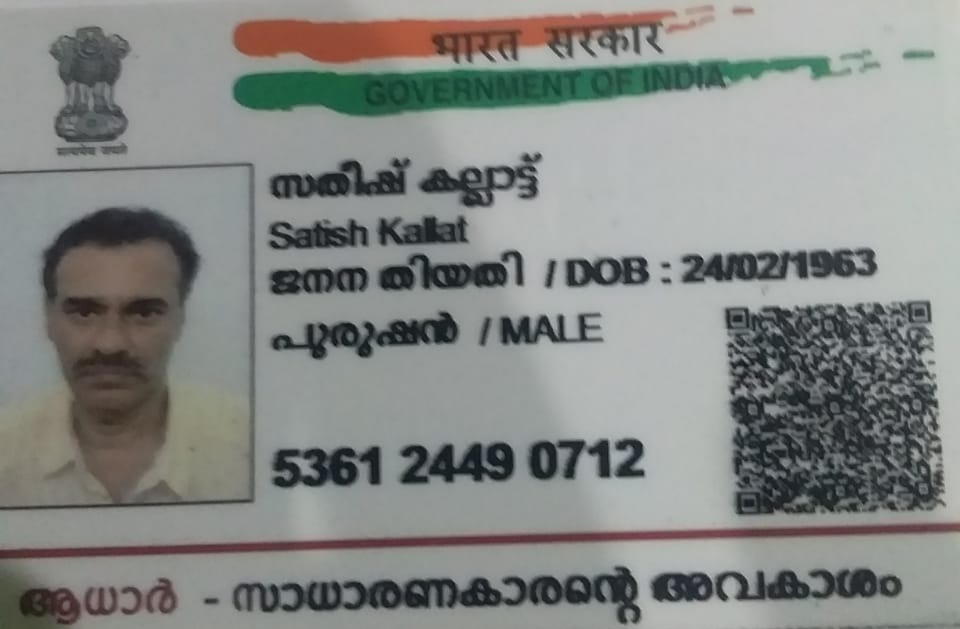 भारत सरकार
GOVERNMENT OF INDIA
सत्यमेव जयते
സതീഷ് കല്ലാട്ട്
Satish Kallat
ജനന തിയതി / DOB : 24/02/1963
പുരുഷൻ / MALE
5361 2449 0712
ആധാർ - സാധാരണകാരന്റെ അവകാശം